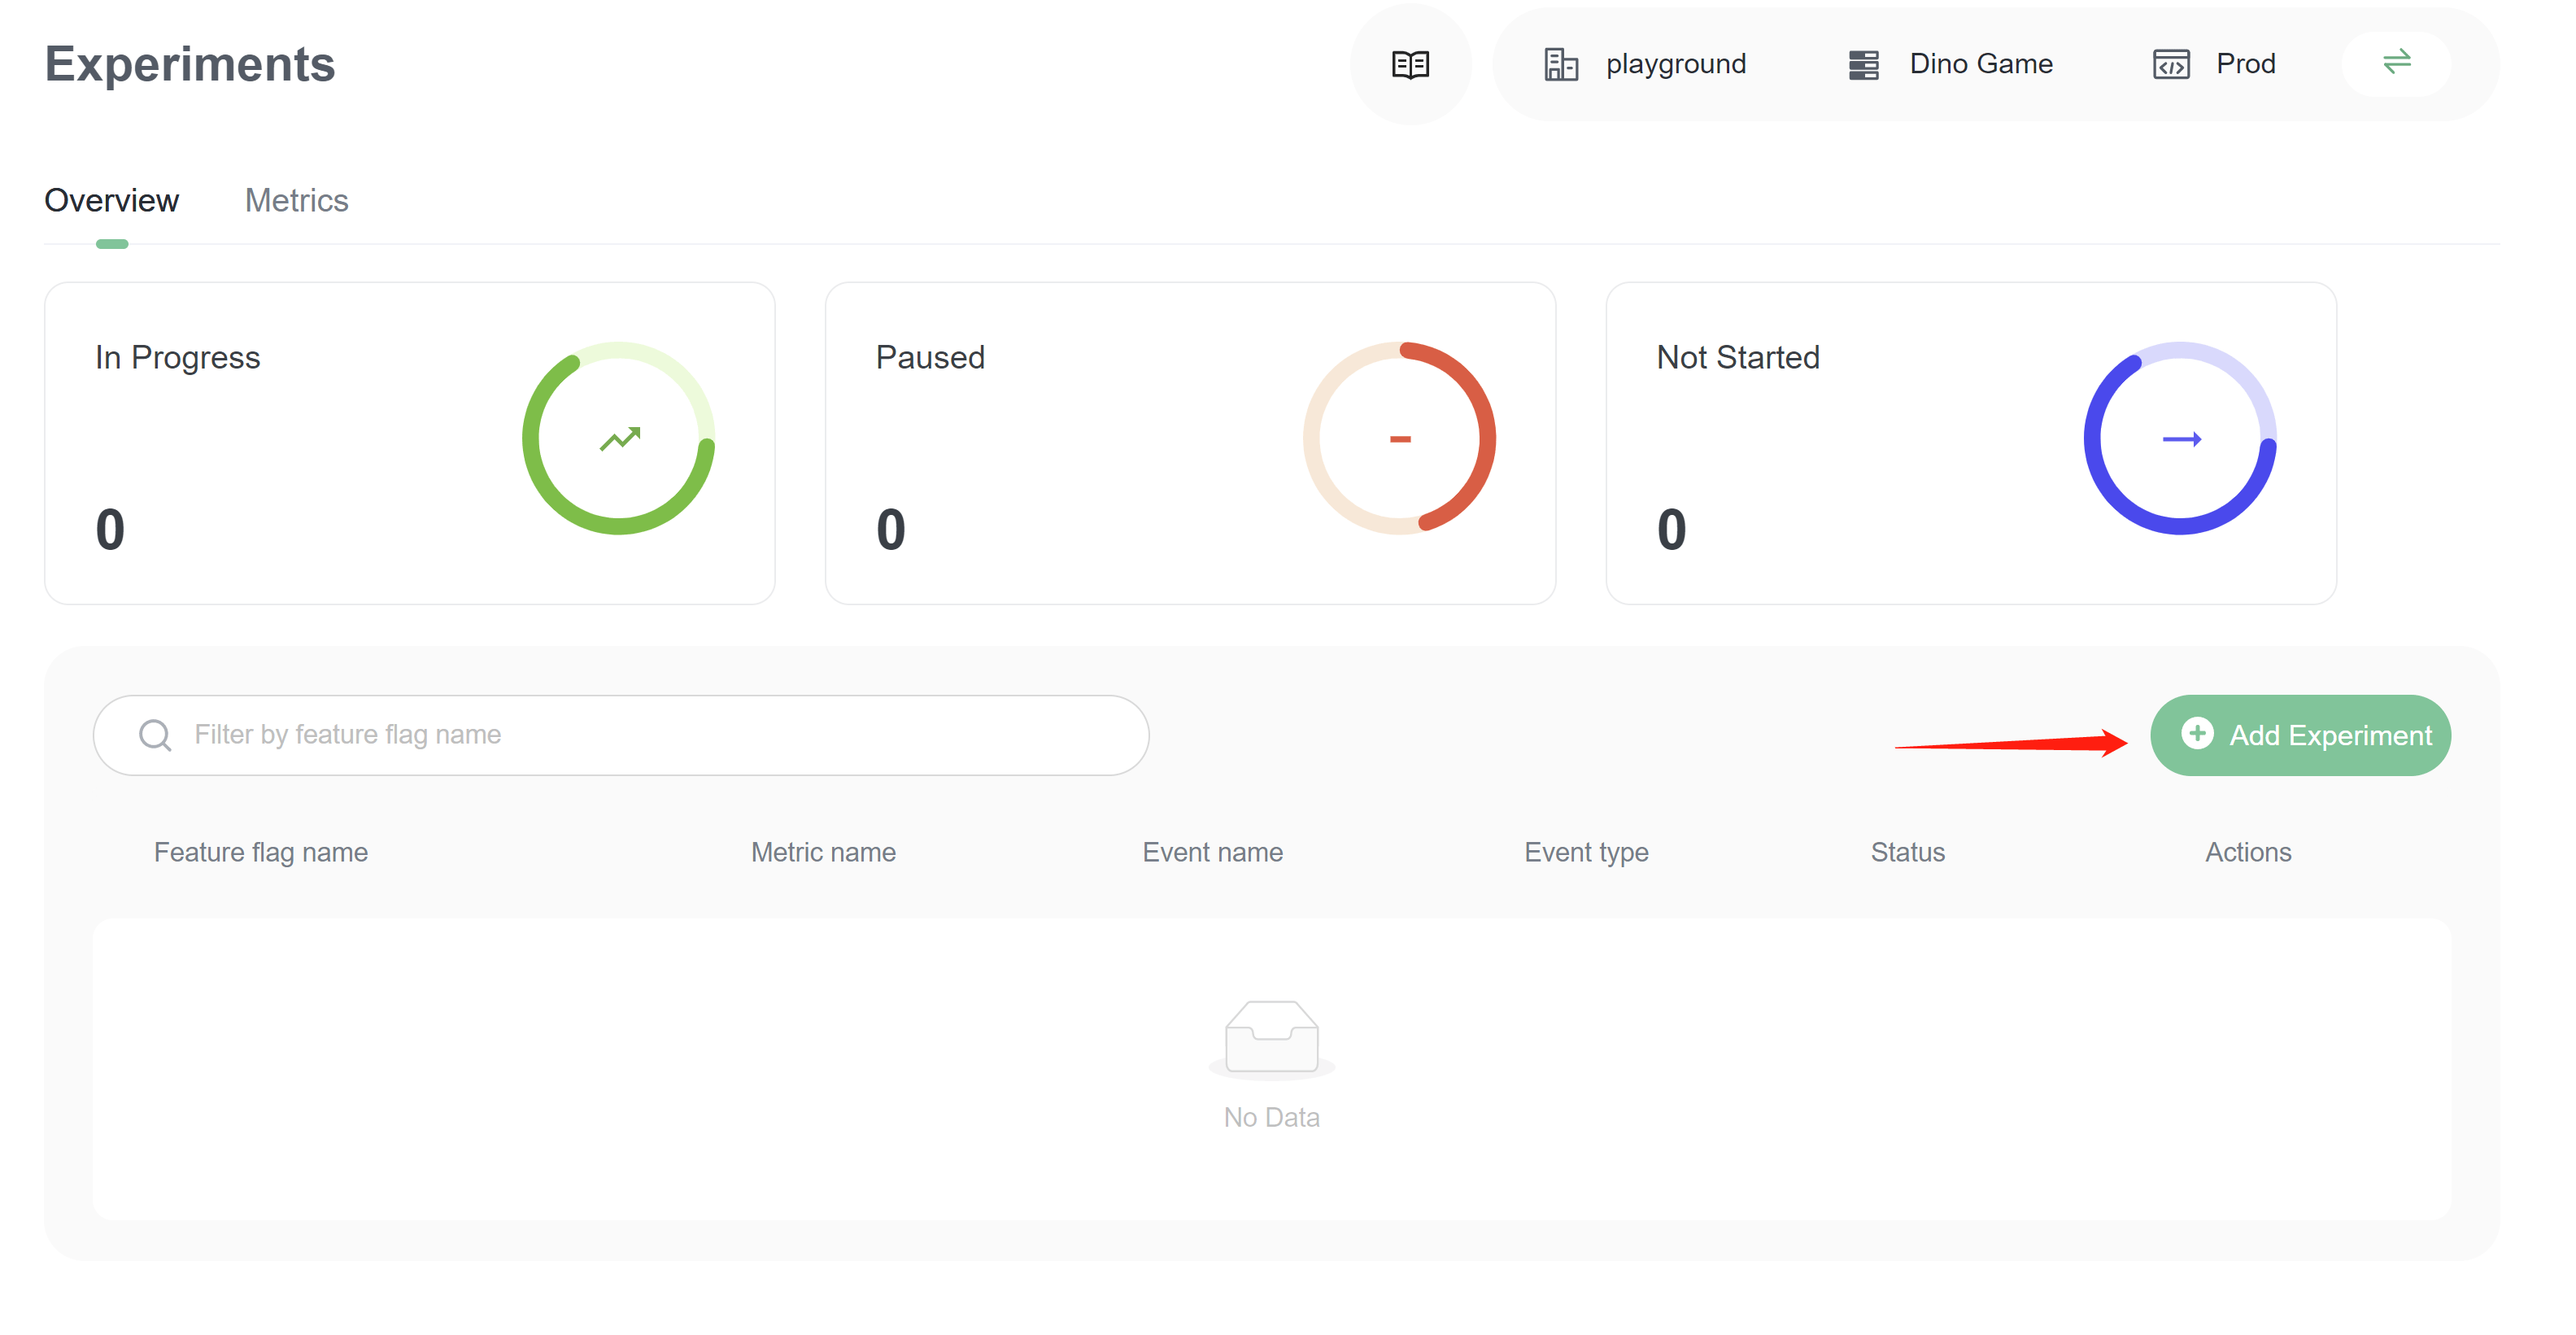 Experiments
playground
Dino Game
Prod
Overview
Metrics
In Progress
0
Paused
0
Not Started
0
Filter by feature flag name
Add Experiment
Feature flag name
Metric name
Event name
Event type
Status
Actions
No Data